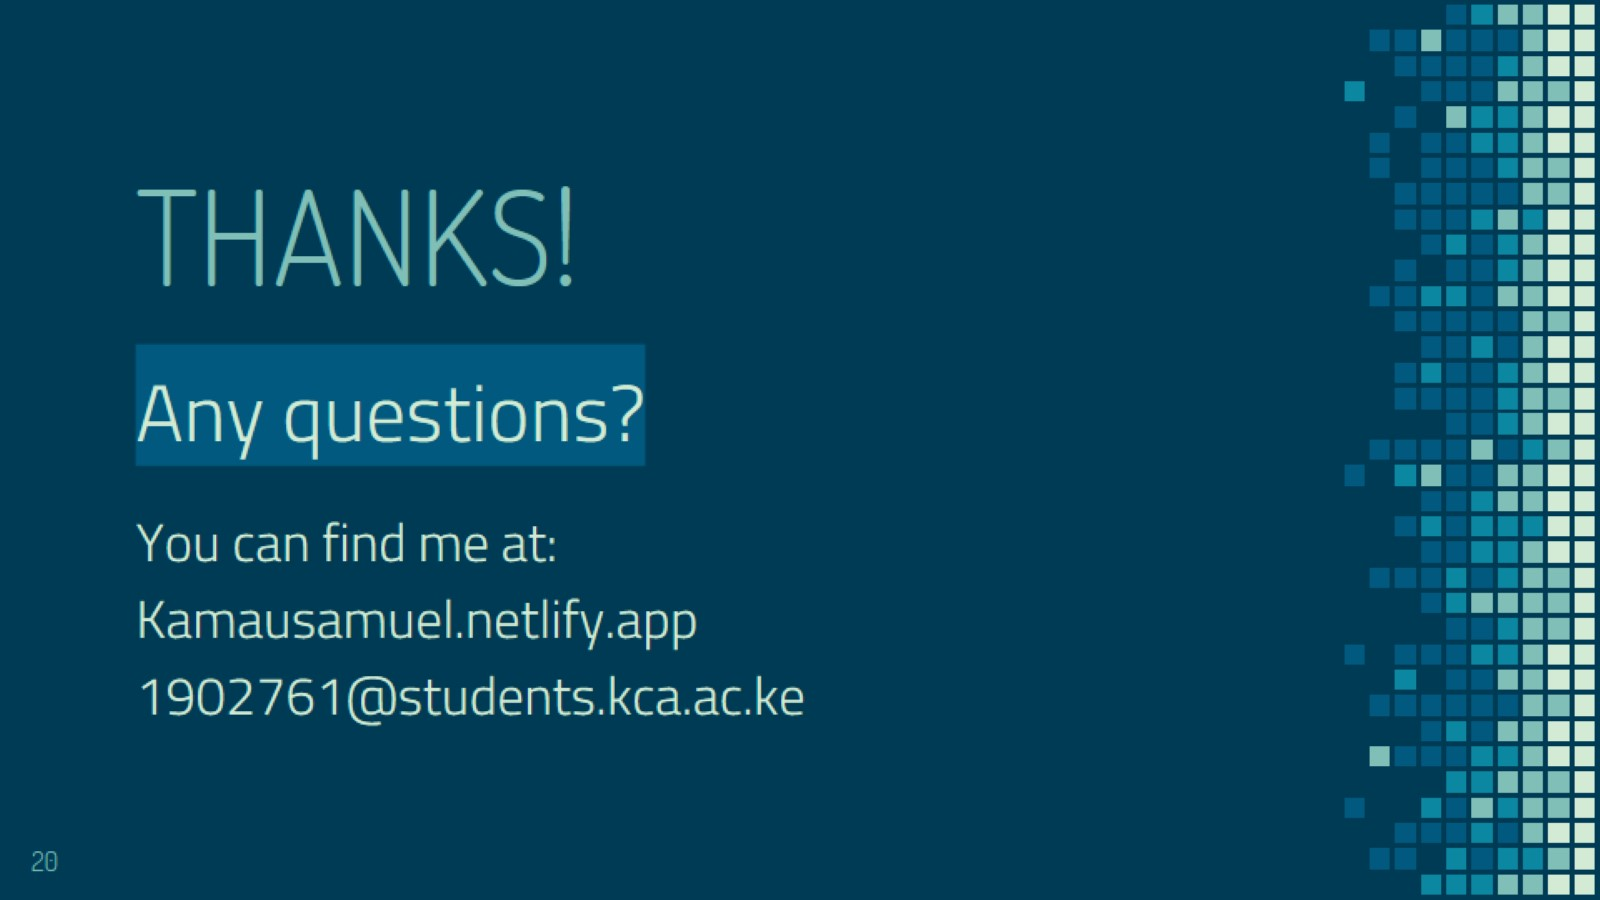 THANKS!
Any questions?
You can find me at:
Kamausamuel.netlify.app
1902761@students.kca.ac.ke
20